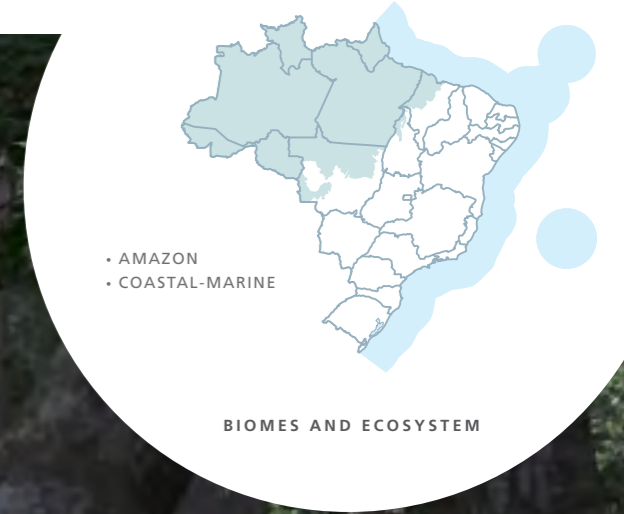 • AMAZON
• COASTAL-MARINE
BIOMES AND ECOSYSTEM